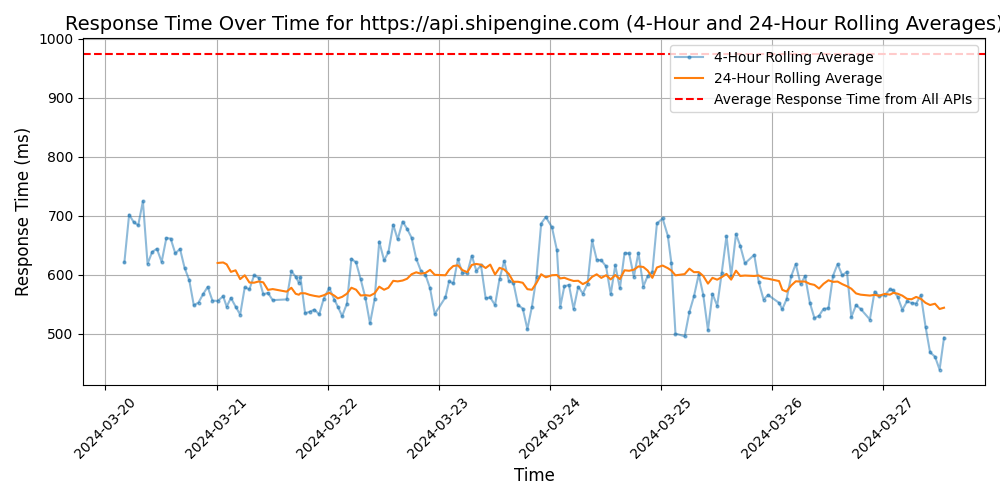 Response Time Over Time for https://api.shipengine.com (4-Hour and 24-Hour Rolling Averages)
1000
900
800
700
600
500
Response Time (ms)
4-Hour Rolling Average
24-Hour Rolling Average
Average Response Time from All APIs
2024-03-20
2024-03-21
2024-03-22
2024-03-23
2024-03-24
2024-03-25
2024-03-26
2024-03-27
Time